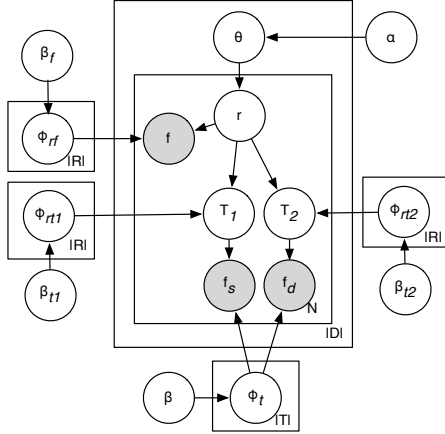 θ
α
β_f
r
f
Φ_rf
|R|
Φ_rt1
|R|
T_1
T_2
Φ_rt2
|R|
β_t1
f_s
f_d
N
β_t2
|D|
β
Φ_t
|T|